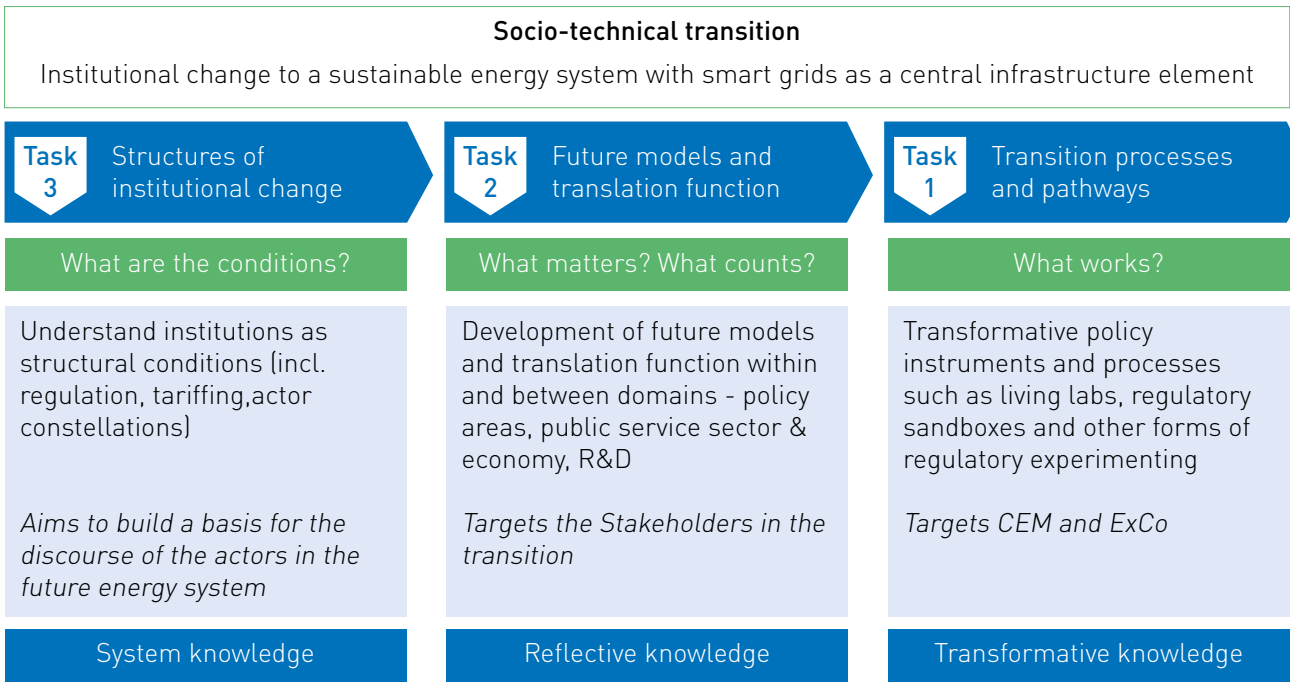 Socio-technical transition
Institutional change to a sustainable energy system with smart grids as a central infrastructure element
Task
3
Structures of
institutional change
Task
2
Future models and
translation function
Task
1
Transition processes
and pathways
What are the conditions?
What matters? What counts?
What works?
Understand institutions as
structural conditions (incl.
regulation, tariffing,actor
constellations)
Aims to build a basis for the
discourse of the actors in the
future energy system
Development of future models
and translation function within
and between domains - policy
areas, public service sector &
economy, R&D
Targets the Stakeholders in the
transition
Transformative policy
instruments and processes
such as living labs, regulatory
sandboxes and other forms of
regulatory experimenting
Targets CEM and ExCo
System knowledge
Reflective knowledge
Transformative knowledge